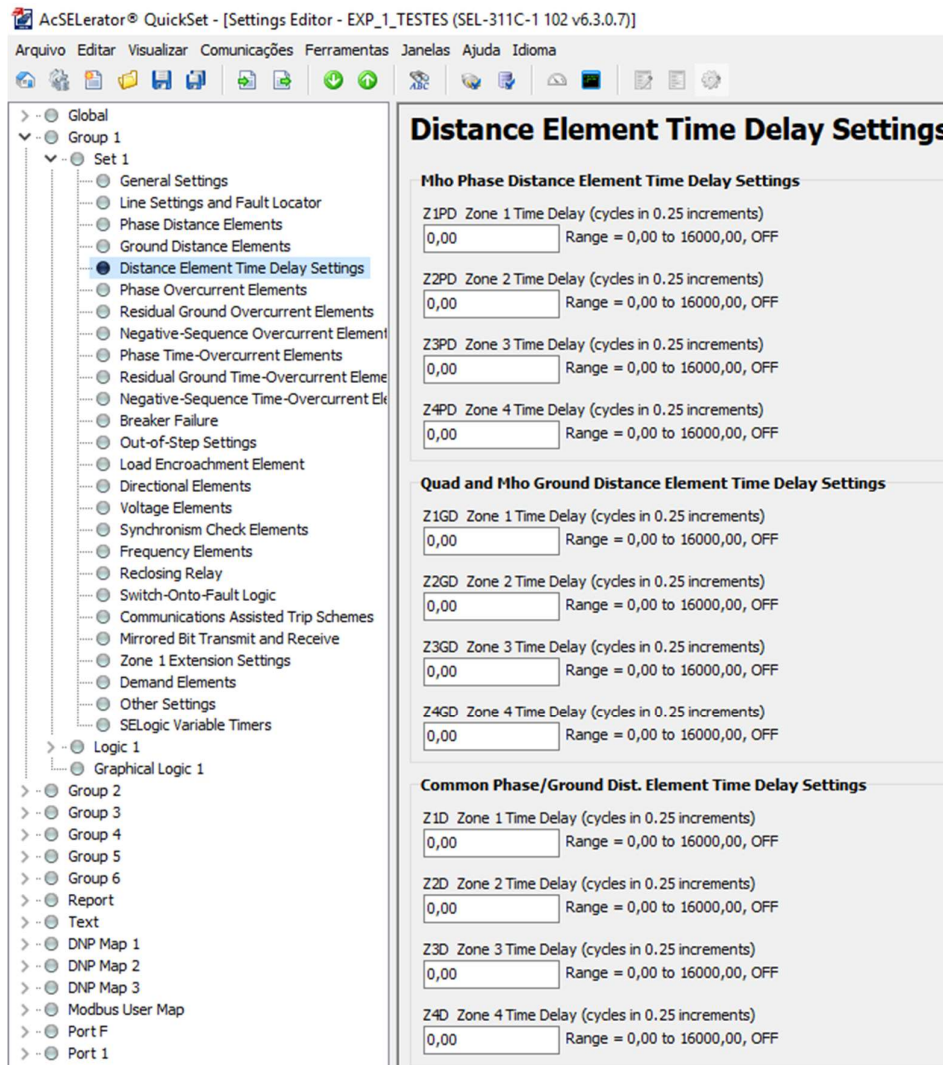 AcSELerator® QuickSet - [Settings Editor - EXP_1_TESTES (SEL-311C-1 102 v6.3.0.7)]
Arquivo Editar Visualizar Comunicações Ferramentas Janelas Ajuda Idioma
ABC
Global
Group 1
Set 1
General Settings
Line Settings and Fault Locator
Phase Distance Elements
Ground Distance Elements
Distance Element Time Delay Settings
Phase Overcurrent Elements
Residual Ground Overcurrent Elements
Negative-Sequence Overcurrent Element
Phase Time-Overcurrent Elements
Residual Ground Time-Overcurrent Eleme
Negative-Sequence Time-Overcurrent Ele
Breaker Failure
Out-of-Step Settings
Load Encroachment Element
Directional Elements
Voltage Elements
Synchronism Check Elements
Frequency Elements
Reclosing Relay
Switch-Onto-Fault Logic
Communications Assisted Trip Schemes
Mirrored Bit Transmit and Receive
Zone 1 Extension Settings
Demand Elements
Other Settings
SELogic Variable Timers
Logic 1
Graphical Logic 1
Group 2
Group 3
Group 4
Group 5
Group 6
Report
Text
DNP Map 1
DNP Map 2
DNP Map 3
Modbus User Map
Port F
Port 1
Distance Element Time Delay Settings
Mho Phase Distance Element Time Delay Settings
Z1PD Zone 1 Time Delay (cycles in 0.25 increments)
0,00 Range = 0,00 to 16000,00, OFF
Z2PD Zone 2 Time Delay (cycles in 0.25 increments)
0,00 Range = 0,00 to 16000,00, OFF
Z3PD Zone 3 Time Delay (cycles in 0.25 increments)
0,00 Range = 0,00 to 16000,00, OFF
Z4PD Zone 4 Time Delay (cycles in 0.25 increments)
0,00 Range = 0,00 to 16000,00, OFF
Quad and Mho Ground Distance Element Time Delay Settings
Z1GD Zone 1 Time Delay (cycles in 0.25 increments)
0,00 Range = 0,00 to 16000,00, OFF
Z2GD Zone 2 Time Delay (cycles in 0.25 increments)
0,00 Range = 0,00 to 16000,00, OFF
Z3GD Zone 3 Time Delay (cycles in 0.25 increments)
0,00 Range = 0,00 to 16000,00, OFF
Z4GD Zone 4 Time Delay (cycles in 0.25 increments)
0,00 Range = 0,00 to 16000,00, OFF
Common Phase/Ground Dist. Element Time Delay Settings
Z1D Zone 1 Time Delay (cycles in 0.25 increments)
0,00 Range = 0,00 to 16000,00, OFF
Z2D Zone 2 Time Delay (cycles in 0.25 increments)
0,00 Range = 0,00 to 16000,00, OFF
Z3D Zone 3 Time Delay (cycles in 0.25 increments)
0,00 Range = 0,00 to 16000,00, OFF
Z4D Zone 4 Time Delay (cycles in 0.25 increments)
0,00 Range = 0,00 to 16000,00, OFF